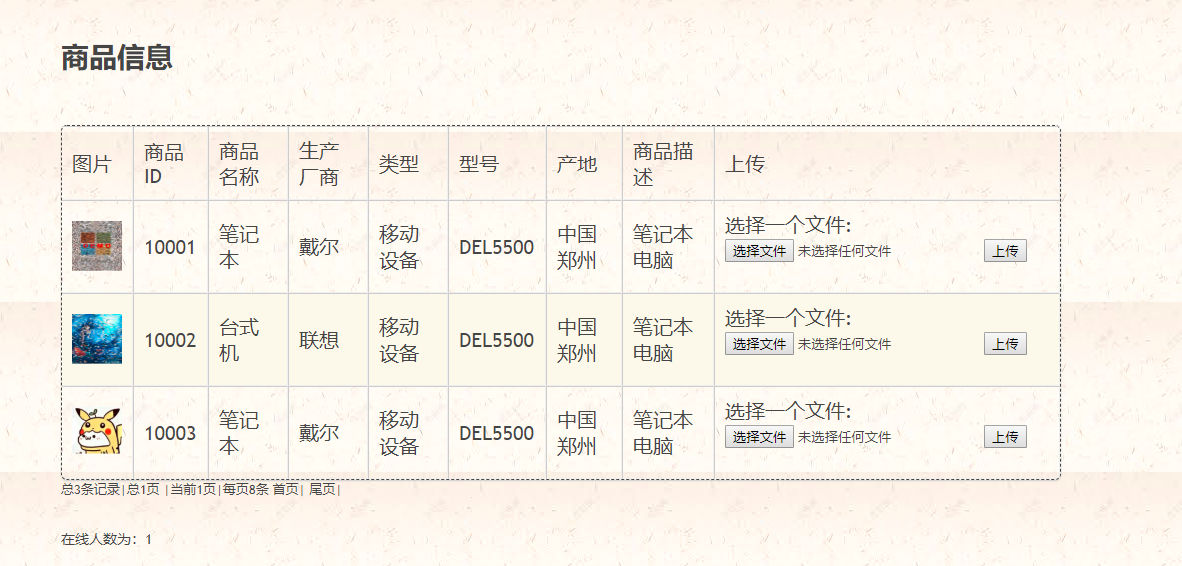 商品信息
图片 商品ID 商品名称 生产厂商 类型 型号 产地 商品描述 上传
10001 笔记本 戴尔 移动设备 DEL5500 中国郑州 笔记本电脑 选择一个文件: 选择文件 未选择任何文件 上传
10002 台式机 联想 移动设备 DEL5500 中国郑州 笔记本电脑 选择一个文件: 选择文件 未选择任何文件 上传
10003 笔记本 戴尔 移动设备 DEL5500 中国郑州 笔记本电脑 选择一个文件: 选择文件 未选择任何文件 上传
总3条记录|总1页 |当前1页|每页8条 首页| 尾页|
在线人数为：1